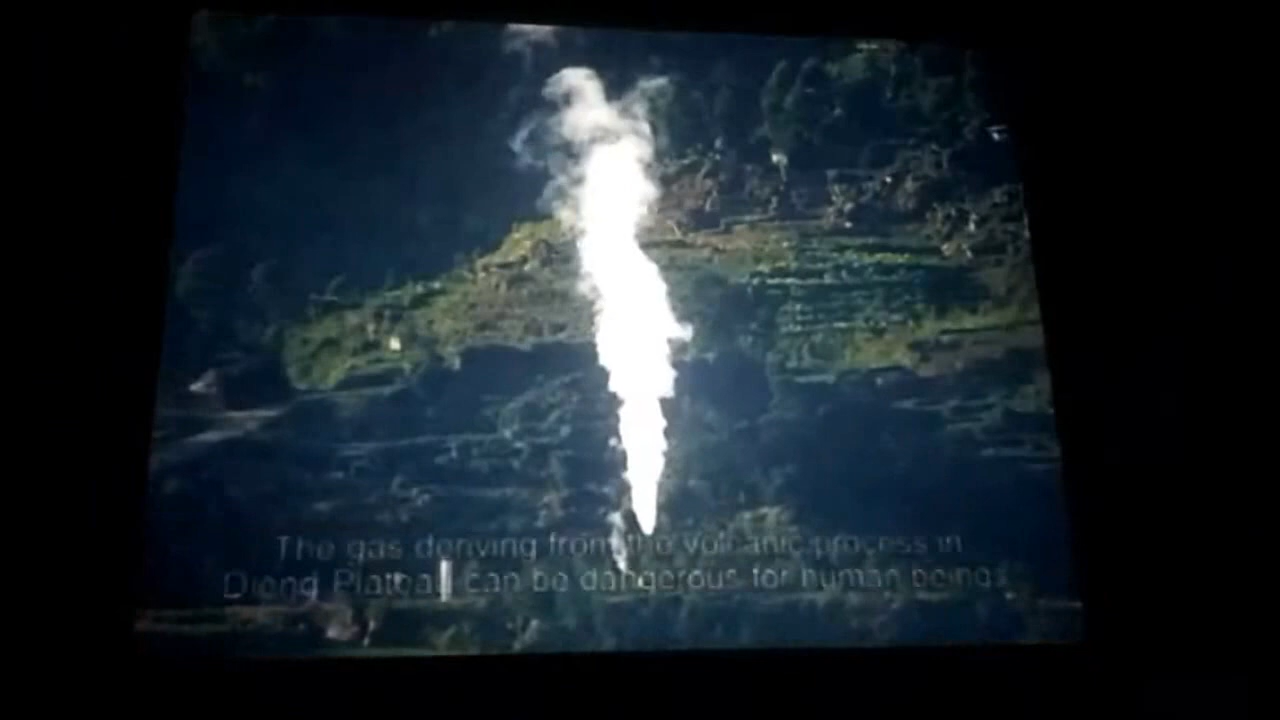 The gas deriving from the volcanic process in
Dieng Plateau can be dangerous for human beings